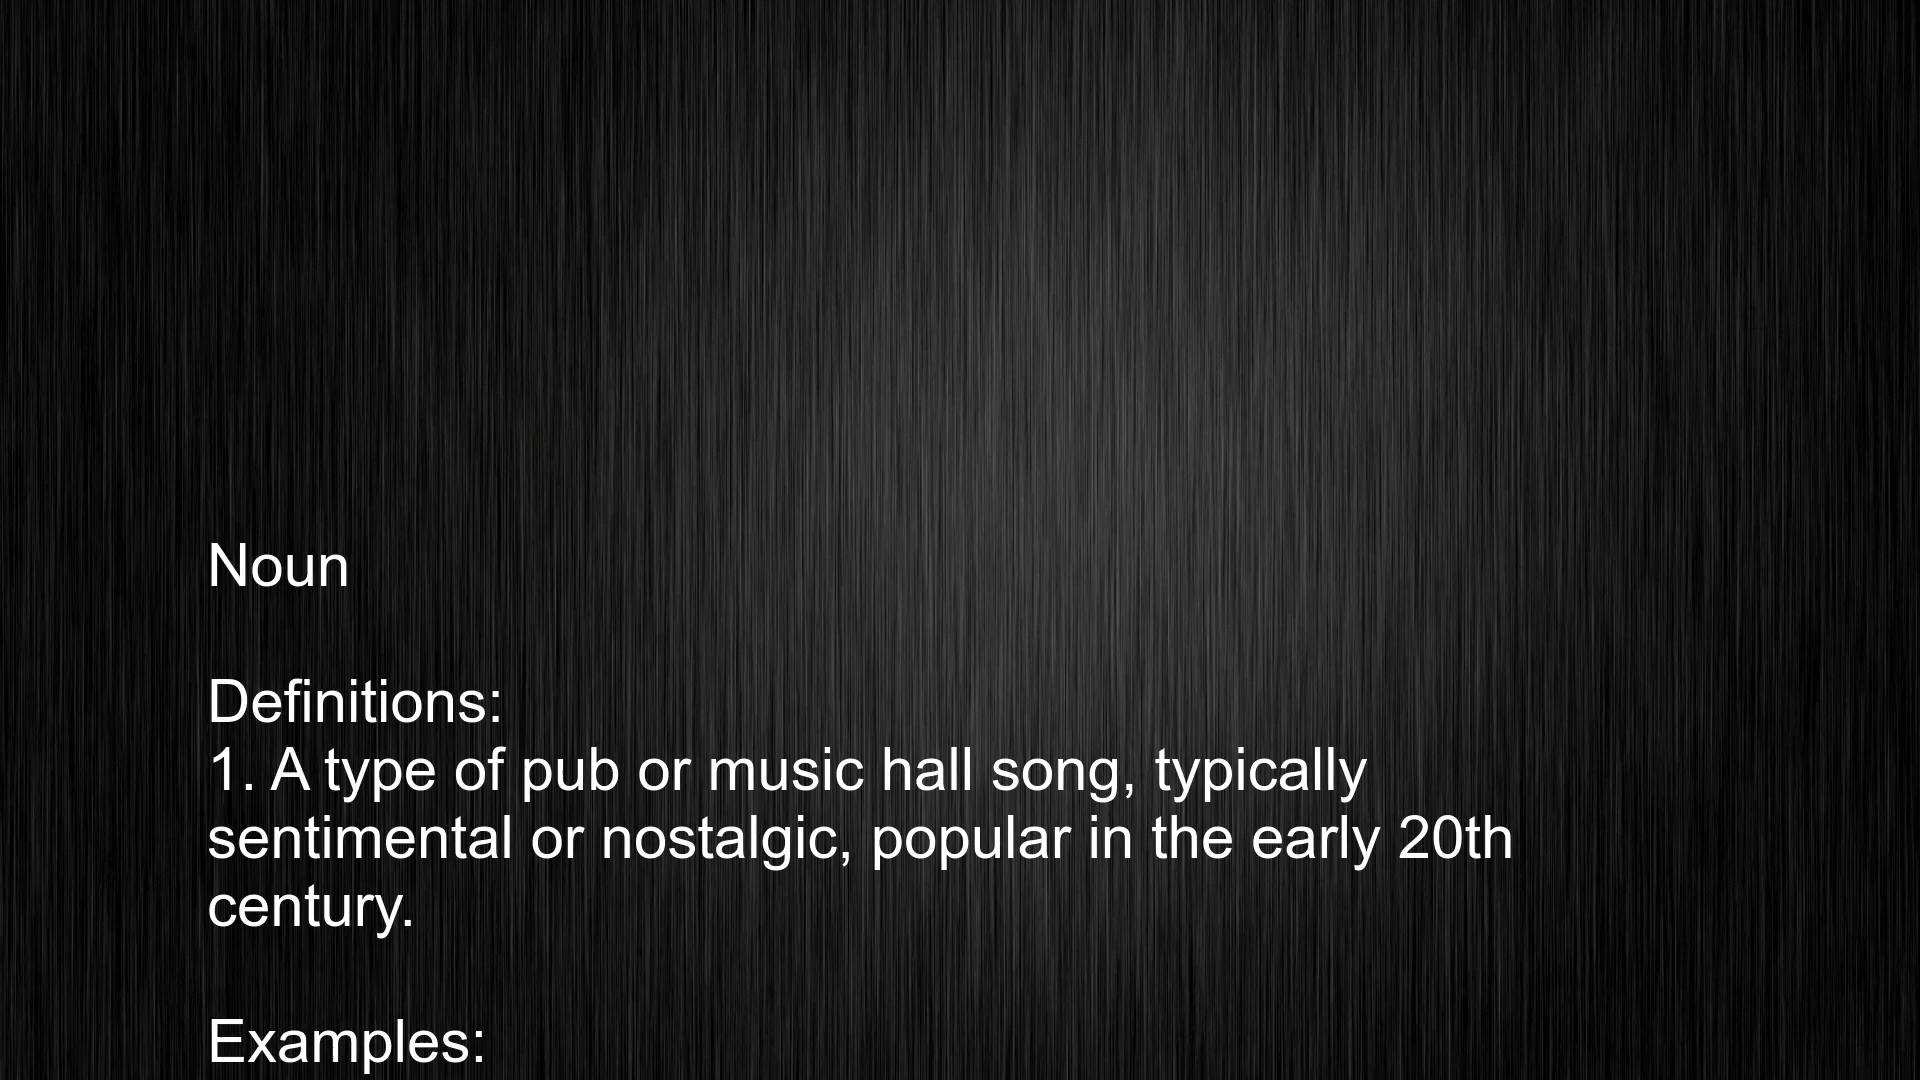 Noun
Definitions:
1. A type of pub or music hall song, typically
sentimental or nostalgic, popular in the early 20th
century.
Examples: